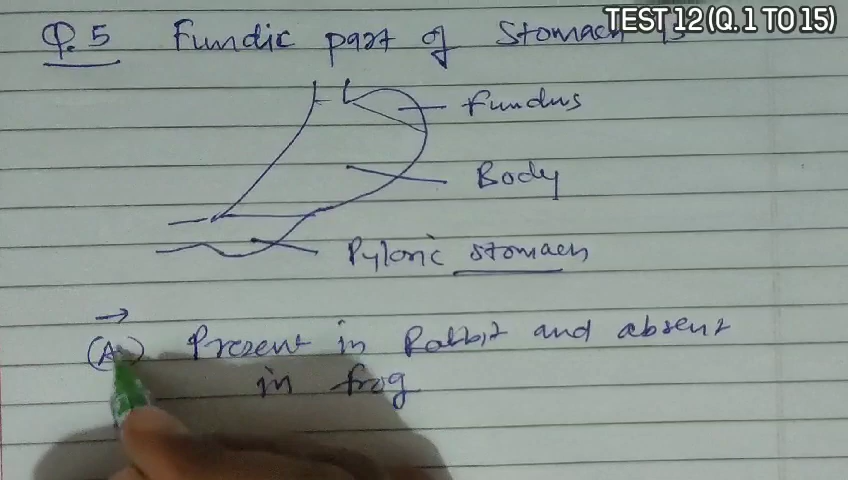 TEST 12 (Q. 1 TO 15)
Q. 5 Fundic part of Stomach is
Fundus
Body
Pyloric stomach
(A) Present in Rabbit and absent
in frog